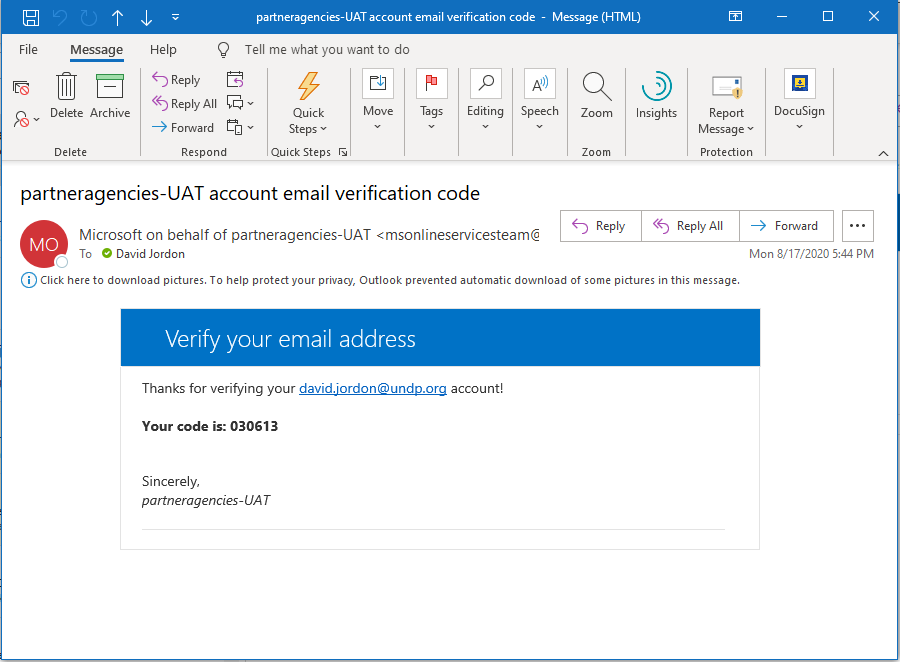 partneragencies-UAT account email verification code - Message (HTML)
File Message Help Tell me what you want to do
Delete Archive
Delete
Reply
Reply All
Forward
Respond
Quick Steps
Quick Steps
Move
Tags
Editing
Speech
Zoom
Zoom
Insights
Report Message
Protection
DocuSign
partneragencies-UAT account email verification code
MO
Microsoft on behalf of partneragencies-UAT <msonlineservicesteam@
To David Jordon
Reply Reply All Forward
Mon 8/17/2020 5:44 PM
Click here to download pictures. To help protect your privacy, Outlook prevented automatic download of some pictures in this message.
Verify your email address
Thanks for verifying your david.jordon@undp.org account!
Your code is: 030613
Sincerely,
partneragencies-UAT